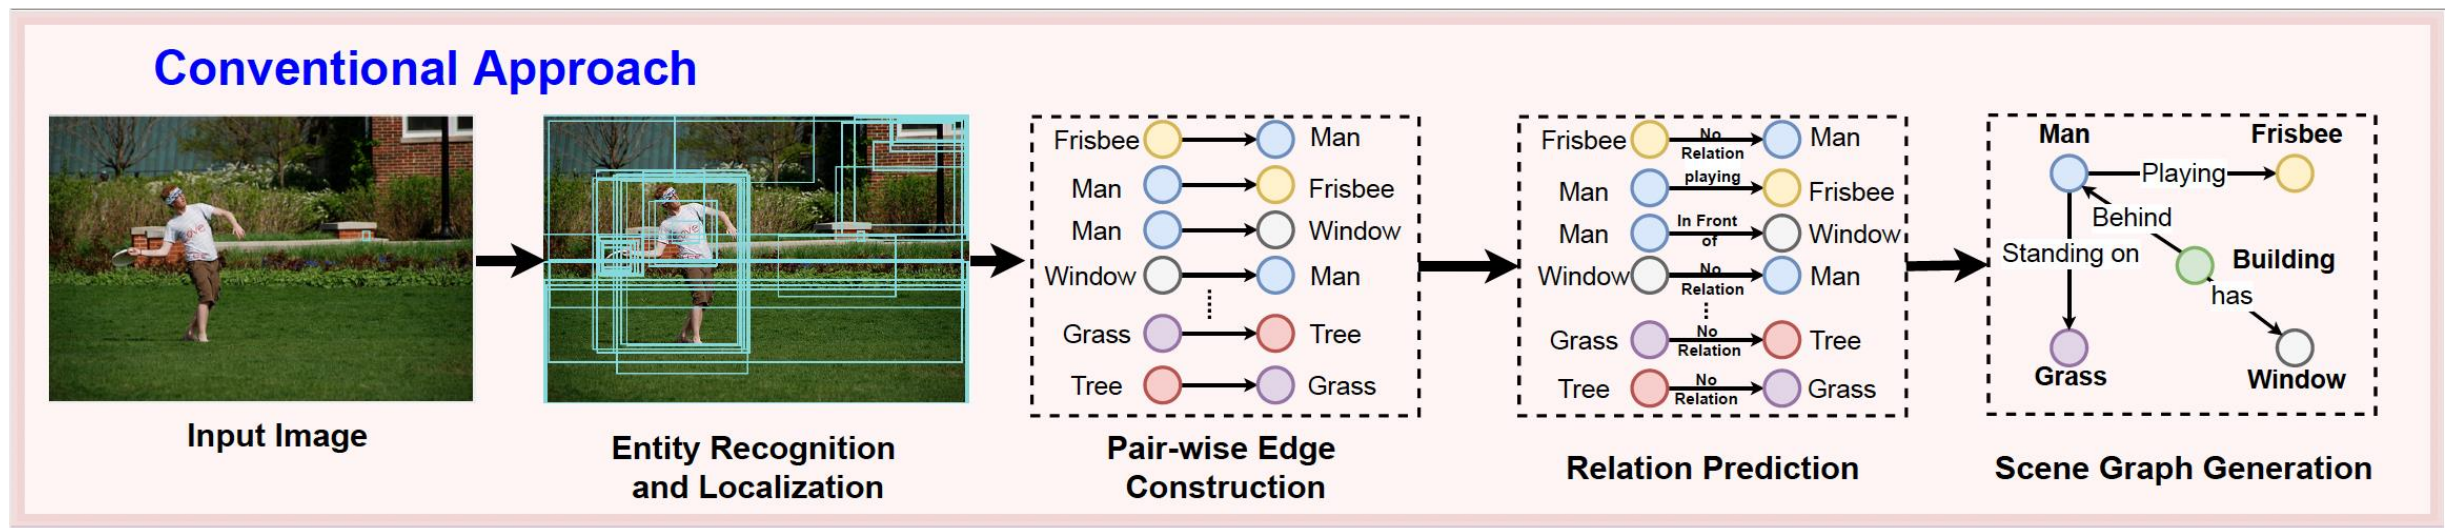 Conventional Approach
Input Image
Entity Recognition
and Localization
Frisbee Man
Man Frisbee
Man Window
Window Man
Grass Tree
Tree Grass
Pair-wise Edge
Construction
Frisbee No Relation Man
Man playing Frisbee
Man In Front of Window
Window No Relation Man
Grass No Relation Tree
Tree No Relation Grass
Relation Prediction
Man Frisbee
Playing
Behind
Standing on
Building
has
Grass
Window
Scene Graph Generation